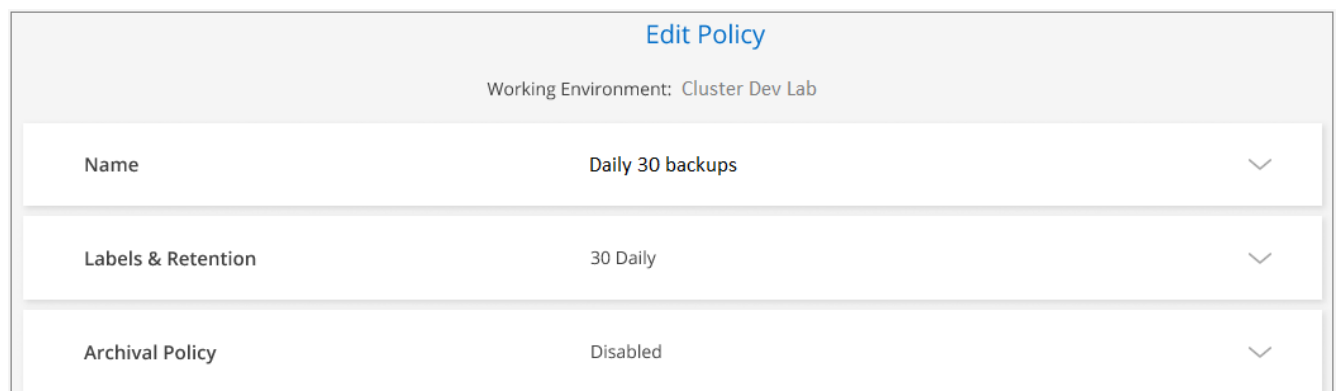 Edit Policy
Working Environment: Cluster Dev Lab
Name Daily 30 backups
Labels & Retention 30 Daily
Archival Policy Disabled